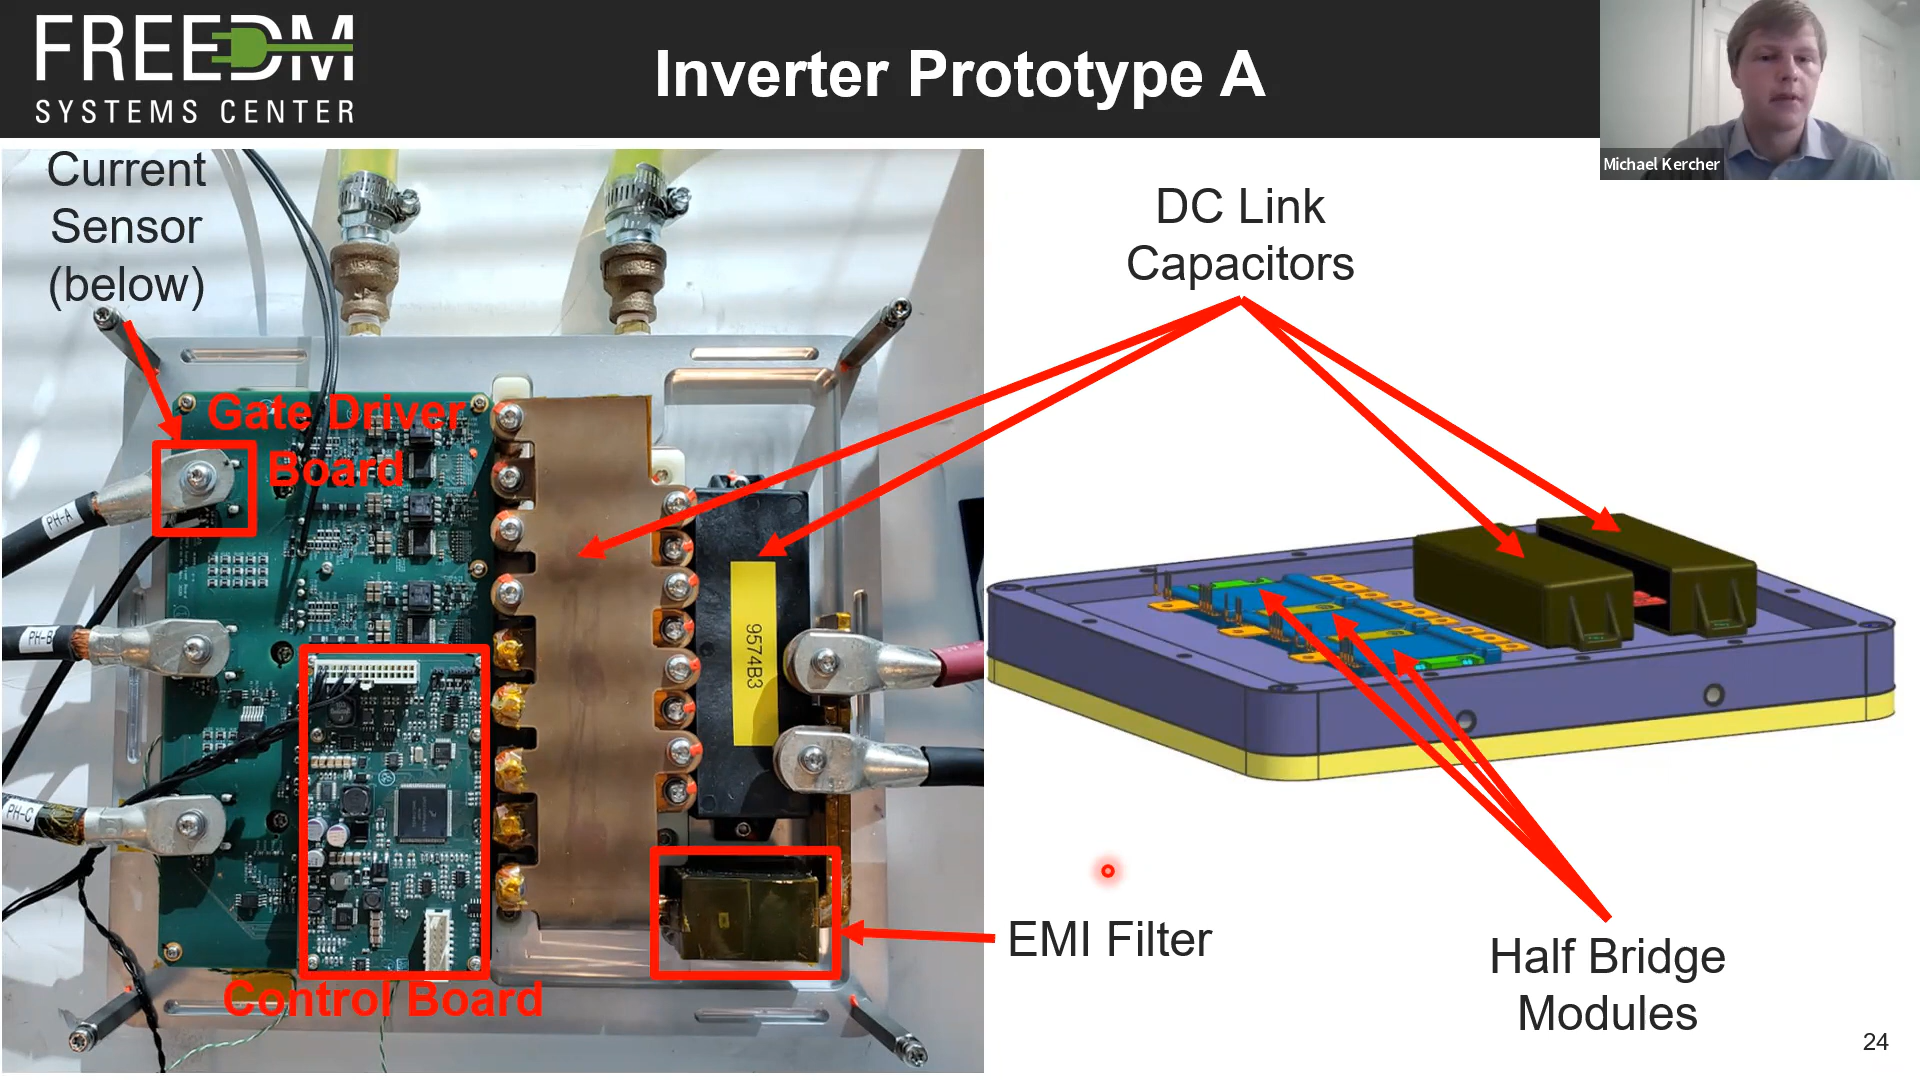 FREEDM
SYSTEMS CENTER
Inverter Prototype A
Michael Kercher
Current
Sensor
(below)
DC Link
Capacitors
Gate Driver
Board
PH-A
PH-B
PH-C
9574B3
EMI Filter
Control Board
Half Bridge
Modules
24